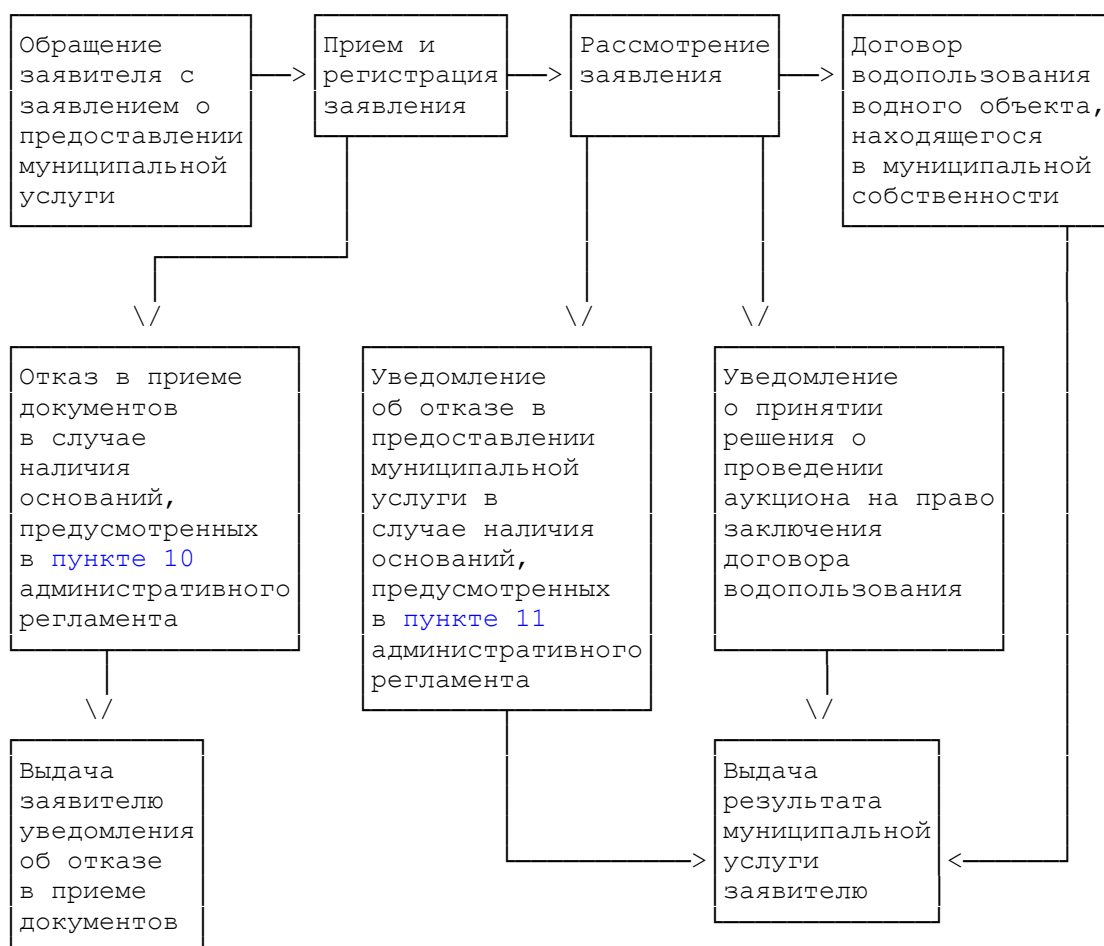 Обращение
заявителя с
заявлением о
предоставлении
муниципальной
услуги
Прием и
регистрация
заявления
Рассмотрение
заявления
Договор
водопользования
водного объекта,
находящегося
в муниципальной
собственности
Отказ в приеме
документов
в случае
наличия
оснований,
предусмотренных
в пункте 10
административного
регламента
Уведомление
об отказе в
предоставлении
муниципальной
услуги в
случае наличия
оснований,
предусмотренных
в пункте 11
административного
регламента
Уведомление
о принятии
решения о
проведении
аукциона на право
заключения
договора
водопользования
Выдача
заявителю
уведомления
об отказе
в приеме
документов
Выдача
результата
муниципальной
услуги
заявителю